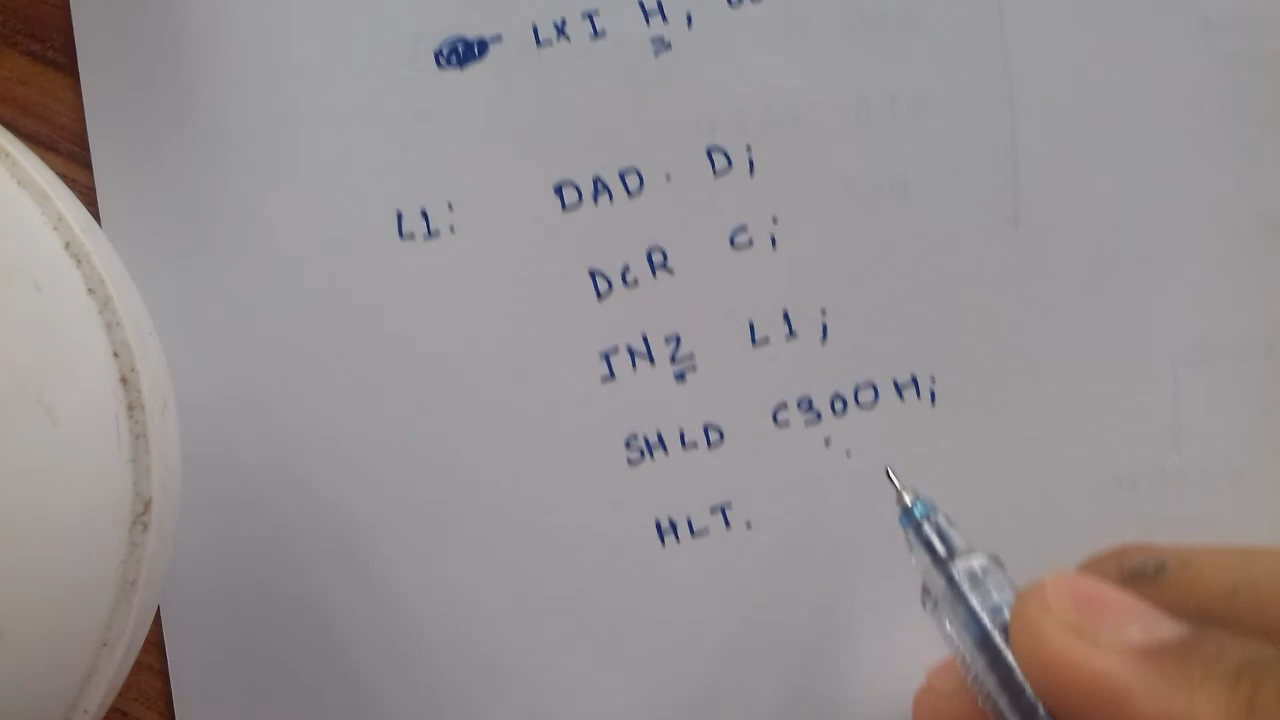 LXI H,
L1: DAD. D;
DCR C;
JNZ L1;
SHLD C300H;
HLT.